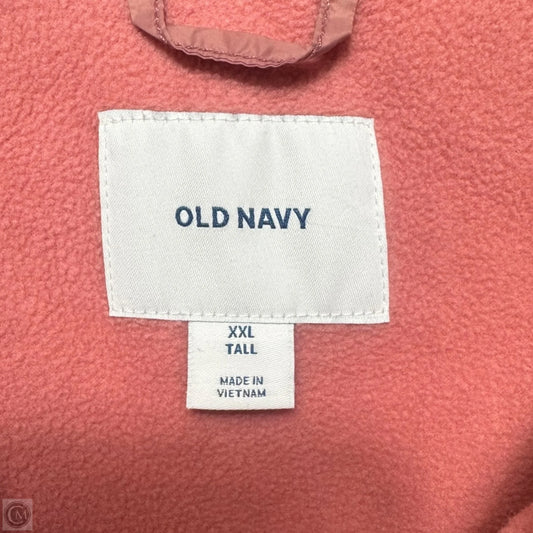 OLD NAVY
XXL
TALL
MADE IN
VIETNAM